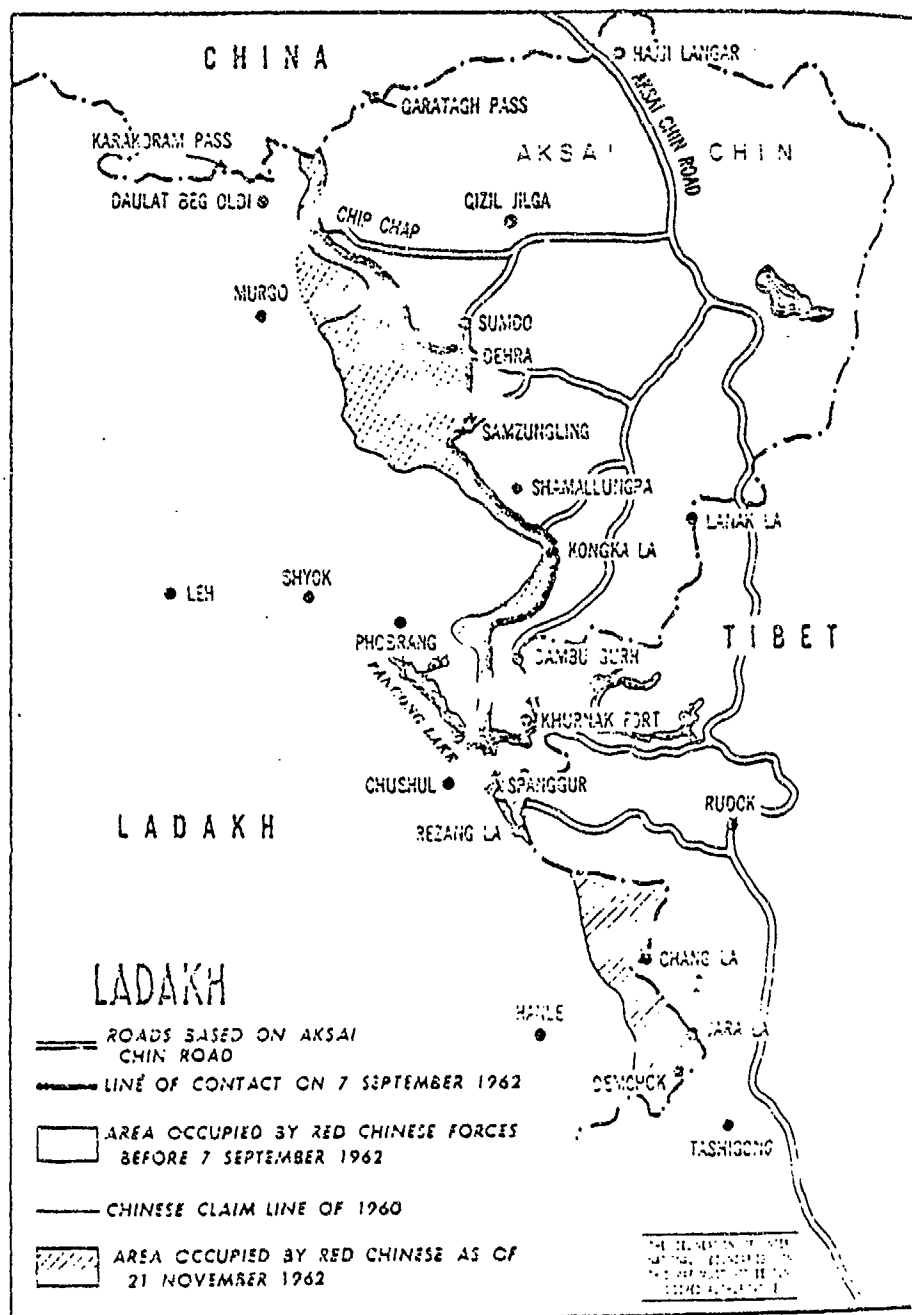 CHINA
HAJJI LANGAR
QARATAGH PASS
AKSAI CHIN ROAD
KARAKORAM PASS
AKSAI CHIN
DAULAT BEG OLDI
QIZIL JILGA
CHIP CHAP
MURGO
SUMDO
DEHRA
SAMZUNGLING
SHAMALLUNGPA
LANAK LA
KONGKA LA
LEH
SHYOK
PHOBRANG
TIBET
DAMBU GURH
PANGONG LAKE
KHURNAK FORT
CHUSHUL
SPANGGUR
RUDOK
LADAKH
REZANG LA
CHANG LA
LADAKH
HANLE
JARA LA
ROADS BASED ON AKSAI
CHIN ROAD
LINE OF CONTACT ON 7 SEPTEMBER 1962
DEMCHOK
AREA OCCUPIED BY RED CHINESE FORCES
BEFORE 7 SEPTEMBER 1962
TASHIGONG
CHINESE CLAIM LINE OF 1960
AREA OCCUPIED BY RED CHINESE AS OF
21 NOVEMBER 1962